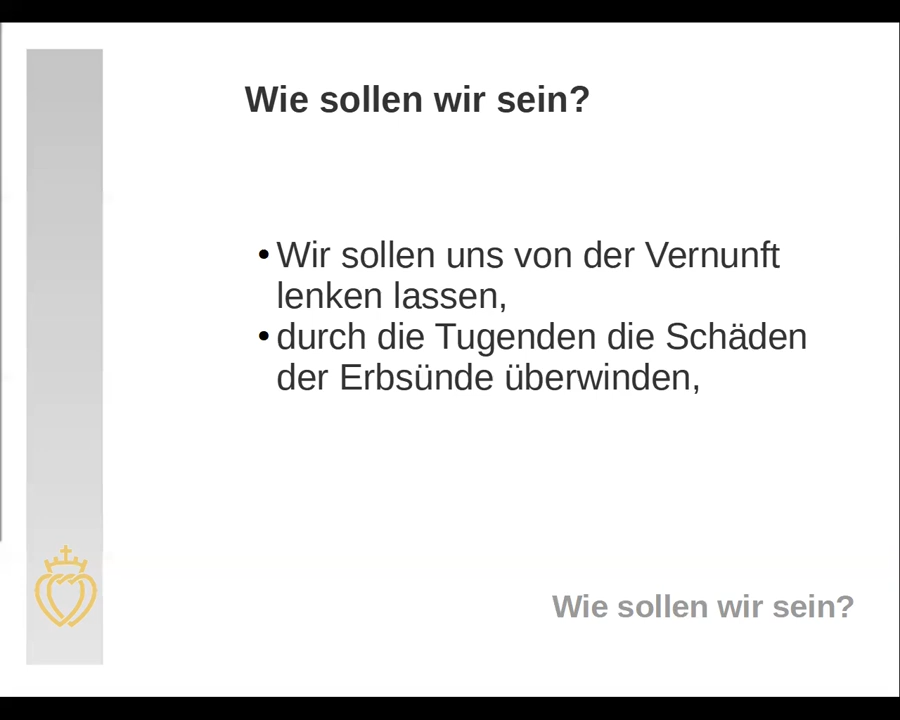 Wie sollen wir sein?
•Wir sollen uns von der Vernunft
lenken lassen,
•durch die Tugenden die Schäden
der Erbsünde überwinden,
Wie sollen wir sein?